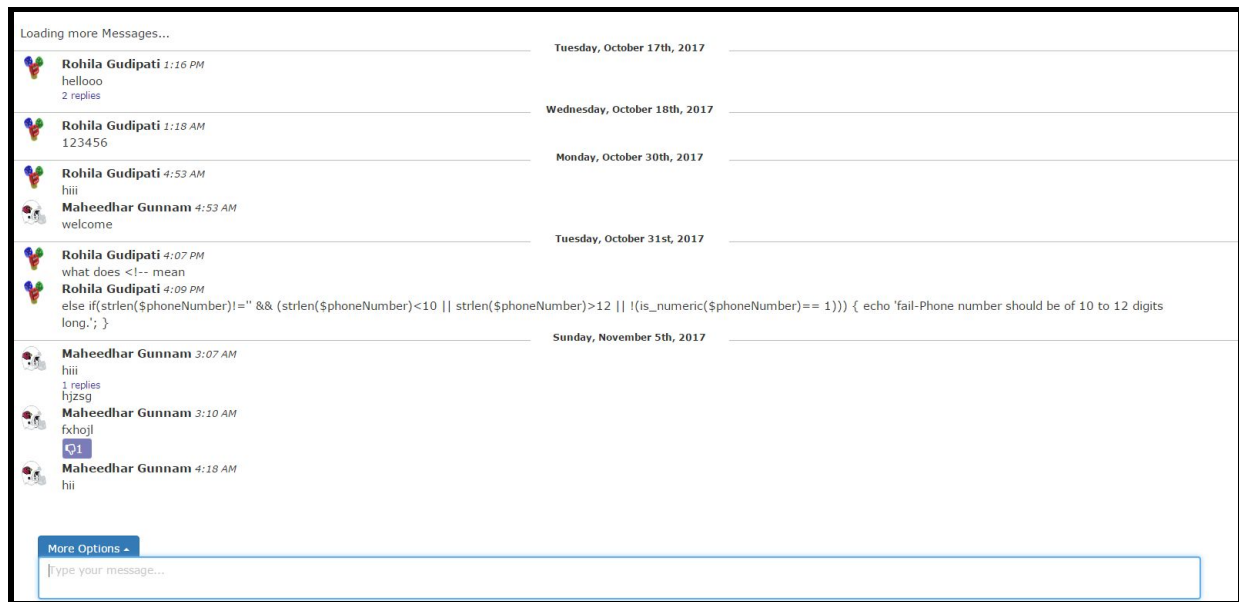 Loading more Messages...
Tuesday, October 17th, 2017
Rohila Gudipati 1:16 PM
hellooo
2 replies
Wednesday, October 18th, 2017
Rohila Gudipati 1:18 AM
123456
Monday, October 30th, 2017
Rohila Gudipati 4:53 AM
hiii
Maheedhar Gunnam 4:53 AM
welcome
Tuesday, October 31st, 2017
Rohila Gudipati 4:07 PM
what does <!-- mean
Rohila Gudipati 4:09 PM
else if(strlen($phoneNumber)!='' && (strlen($phoneNumber)<10 || strlen($phoneNumber)>12 || !(is_numeric($phoneNumber)== 1))) { echo 'fail-Phone number should be of 10 to 12 digits
long.'; }
Sunday, November 5th, 2017
Maheedhar Gunnam 3:07 AM
hiii
1 replies
hjzsg
Maheedhar Gunnam 3:10 AM
fxhojl
1
Maheedhar Gunnam 4:18 AM
hii
More Options
Type your message...